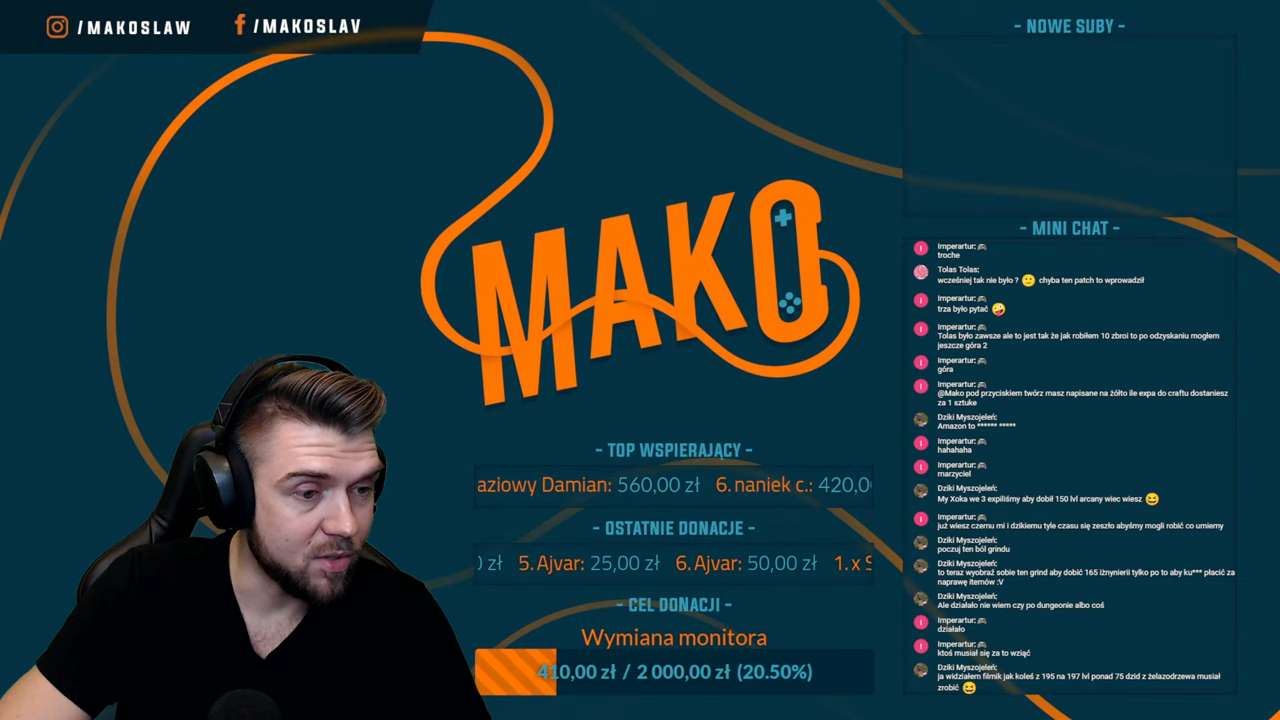 /MAKOSLAW
/MAKOSLAV
MAKO
- TOP WSPIERAJĄCY -
aziowy Damian: 560,00 zł 6. naniek c.: 420,0
- OSTATNIE DONACJE -
0 zł 5. Ajvar: 25,00 zł 6. Ajvar: 50,00 zł 1. x S
- CEL DONACJI -
Wymiana monitora
410,00 zł / 2 000,00 zł (20.50%)
- NOWE SUBY -
- MINI CHAT -
I Imperartur: 🎮
troche
Tolas Tolas:
wcześniej tak nie było ? 🙂 chyba ten patch to wprowadził
I Imperartur: 🎮
trza było pytać 🤪
I Imperartur: 🎮
Tolas było zawsze ale to jest tak że jak robiłem 10 zbroi to po odzyskaniu mogłem
jeszcze góra 2
I Imperartur: 🎮
góra
I Imperartur: 🎮
@Mako pod przyciskiem twórz masz napisane na żółto ile expa do craftu dostaniesz
za 1 sztuke
Dziki Myszojeleń:
Amazon to ****** *****
I Imperartur: 🎮
hahahaha
I Imperartur: 🎮
marzyciel
Dziki Myszojeleń:
My Xoka we 3 expiliśmy aby dobił 150 lvl arcany wiec wiesz 😆
I Imperartur: 🎮
już wiesz czemu mi i dzikiemu tyle czasu się zeszło abyśmy mogli robić co umiemy
Dziki Myszojeleń:
poczuj ten ból grindu
Dziki Myszojeleń:
to teraz wyobraź sobie ten grind aby dobić 165 iżnynierii tylko po to aby ku*** płacić za
naprawę itemów :V
Dziki Myszojeleń:
Ale działało nie wiem czy po dungeonie albo coś
I Imperartur: 🎮
działało
I Imperartur: 🎮
ktoś musiał się za to wziąć
Dziki Myszojeleń:
ja widziałem filmik jak koleś z 195 na 197 lvl ponad 75 dzid z żelazodrzewa musiał
zrobić 😆